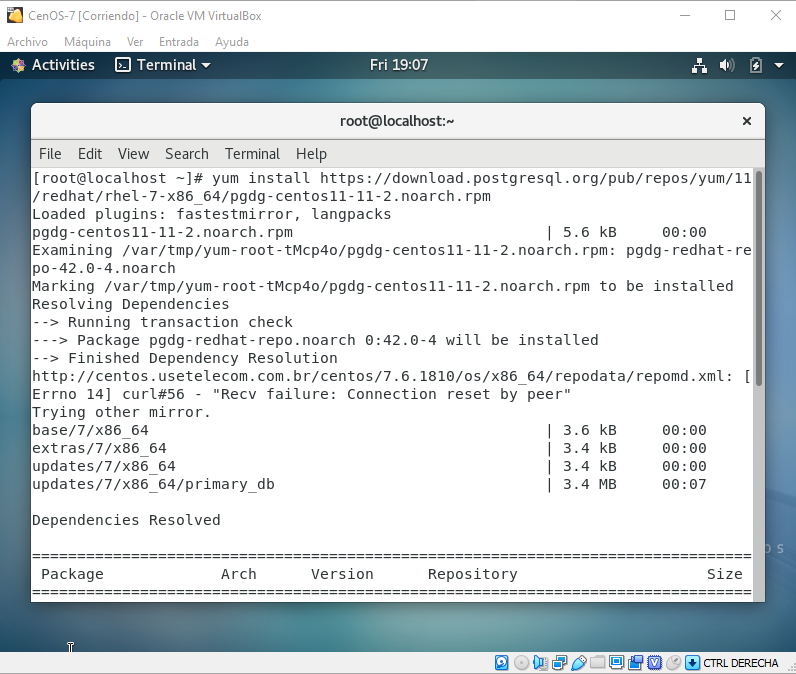 CenOS-7 [Corriendo] - Oracle VM VirtualBox
Archivo Máquina Ver Entrada Ayuda
Activities Terminal Fri 19:07
root@localhost:~
File Edit View Search Terminal Help
[root@localhost ~]# yum install https://download.postgresql.org/pub/repos/yum/11
/redhat/rhel-7-x86_64/pgdg-centos11-11-2.noarch.rpm
Loaded plugins: fastestmirror, langpacks
pgdg-centos11-11-2.noarch.rpm | 5.6 kB 00:00
Examining /var/tmp/yum-root-tMcp4o/pgdg-centos11-11-2.noarch.rpm: pgdg-redhat-re
po-42.0-4.noarch
Marking /var/tmp/yum-root-tMcp4o/pgdg-centos11-11-2.noarch.rpm to be installed
Resolving Dependencies
--> Running transaction check
---> Package pgdg-redhat-repo.noarch 0:42.0-4 will be installed
--> Finished Dependency Resolution
http://centos.usetelecom.com.br/centos/7.6.1810/os/x86_64/repodata/repomd.xml: [
Errno 14] curl#56 - "Recv failure: Connection reset by peer"
Trying other mirror.
base/7/x86_64 | 3.6 kB 00:00
extras/7/x86_64 | 3.4 kB 00:00
updates/7/x86_64 | 3.4 kB 00:00
updates/7/x86_64/primary_db | 3.4 MB 00:07
Dependencies Resolved
================================================================================
Package Arch Version Repository Size
================================================================================
CTRL DERECHA